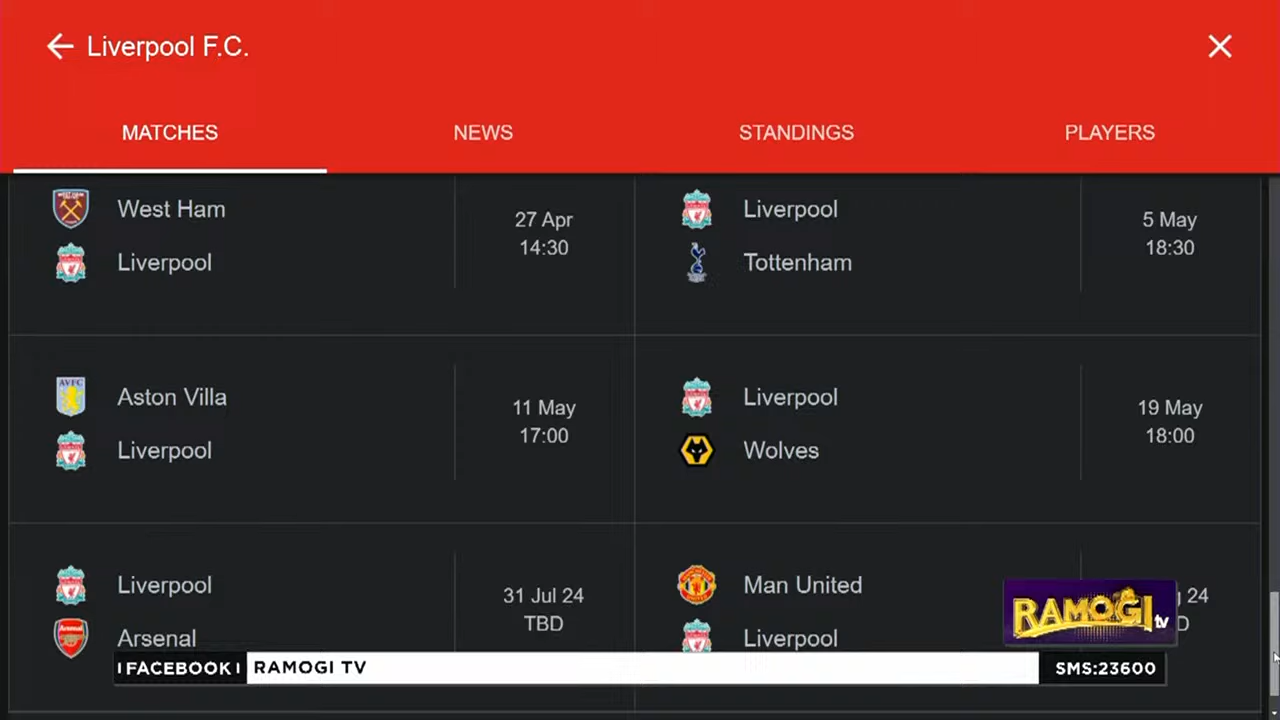 Liverpool F.C.
MATCHES
NEWS
STANDINGS
PLAYERS
West Ham
Liverpool
27 Apr
14:30
Liverpool
Tottenham
5 May
18:30
AVFC
Aston Villa
Liverpool
11 May
17:00
Liverpool
Wolves
19 May
18:00
Liverpool
Arsenal
31 Jul 24
TBD
Man United
Liverpool
24
RAMOGI tv
FACEBOOK
RAMOGI TV
SMS:23600